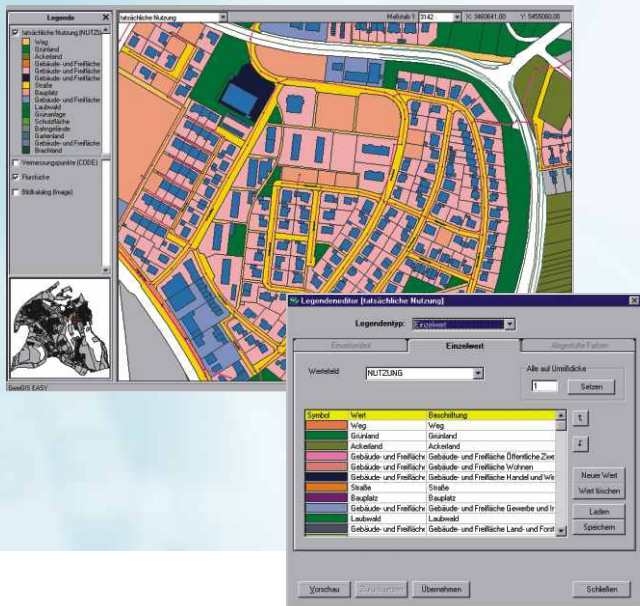 Legende
tatsächliche Nutzung (NUTZU
Weg
Grünland
Ackerland
Gebäude- und Freifläche
Gebäude- und Freifläche
Gebäude- und Freifläche
Straße
Bauplatz
Gebäude- und Freifläche
Laubwald
Grünanlage
Schutzfläche
Bahngelände
Gartenland
Gebäude- und Freifläche
Brachland
Vermessungspunkte (CODE)
Flurstücke
Bildkatalog (Image)
GeoGIS EASY
tatsächliche Nutzung
Maßstab 1: 3142
X: 3460641,00 Y: 5455060,00
Legendeneditor [tatsächliche Nutzung]
Legendentyp: Einzelwert
Einzelsymbol Einzelwert Abgestufte Farben
Wertefeld NUTZUNG
Alle auf Umrißdicke
1 Setzen
Symbol Wert Beschriftung
Weg Weg
Grünland Grünland
Ackerland Ackerland
Gebäude- und Freifläche Gebäude- und Freifläche Öffentliche Zwe
Gebäude- und Freifläche Gebäude- und Freifläche Wohnen
Gebäude- und Freifläche Gebäude- und Freifläche Handel und Wir
Straße Straße
Bauplatz Bauplatz
Gebäude- und Freifläche Gebäude- und Freifläche Gewerbe und Ir
Laubwald Laubwald
Gebäude- und Freifläche Gebäude- und Freifläche Land- und Forst
Neuer Wert
Wert löschen
Laden
Speichern
Vorschau Zurücksetzen Übernehmen Schließen